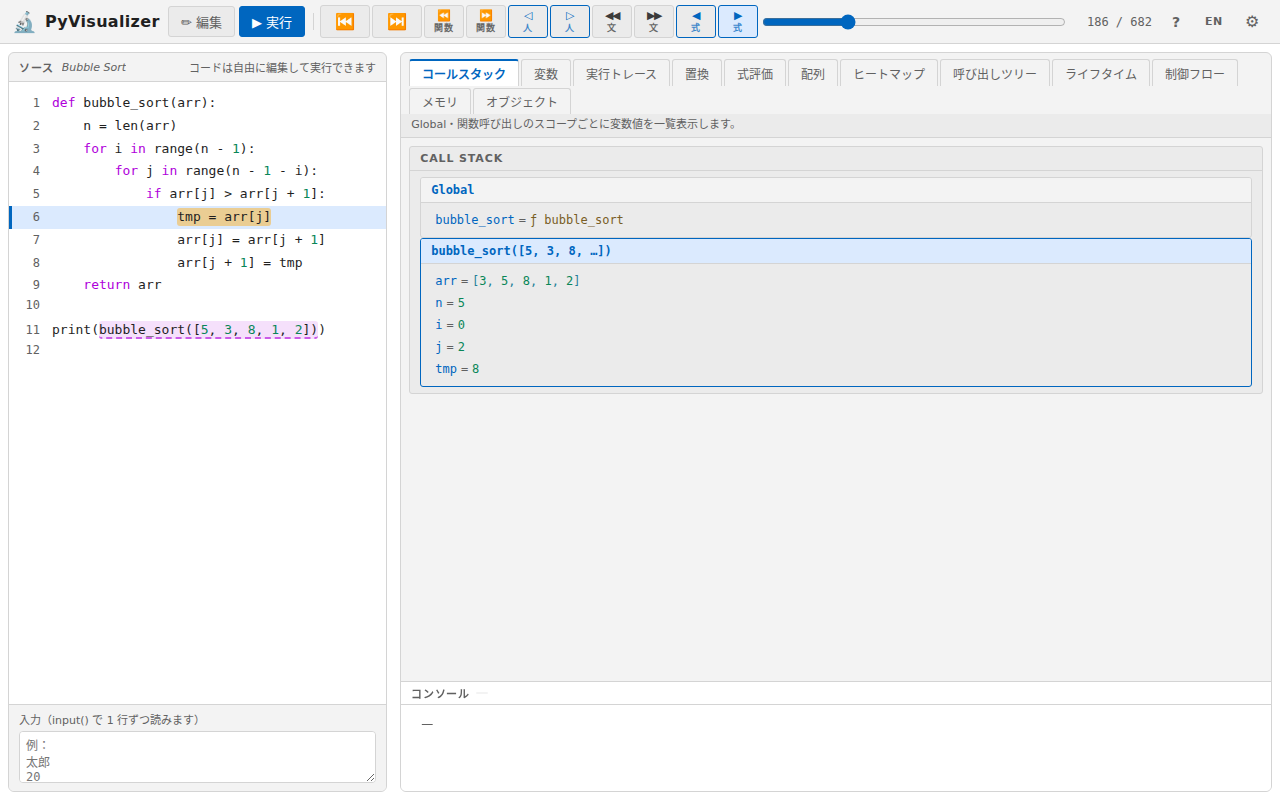 PyVisualizer
✏ 編集
▶ 実行
⏮
⏭
⏪ 関数
⏩ 関数
◁ 人
▷ 人
◀◀ 文
▶▶ 文
◀ 式
▶ 式
186 / 682
?
EN
ソース Bubble Sort コードは自由に編集して実行できます
1 def bubble_sort(arr):
2     n = len(arr)
3     for i in range(n - 1):
4         for j in range(n - 1 - i):
5             if arr[j] > arr[j + 1]:
6                 tmp = arr[j]
7                 arr[j] = arr[j + 1]
8                 arr[j + 1] = tmp
9     return arr
10
11 print(bubble_sort([5, 3, 8, 1, 2]))
12
入力（input() で 1 行ずつ読みます）
例：
太郎
20
コールスタック 変数 実行トレース 置換 式評価 配列 ヒートマップ 呼び出しツリー ライフタイム 制御フロー
メモリ オブジェクト
Global・関数呼び出しのスコープごとに変数値を一覧表示します。
CALL STACK
Global
bubble_sort = ƒ bubble_sort
bubble_sort([5, 3, 8, …])
arr = [3, 5, 8, 1, 2]
n = 5
i = 0
j = 2
tmp = 8
コンソール
—